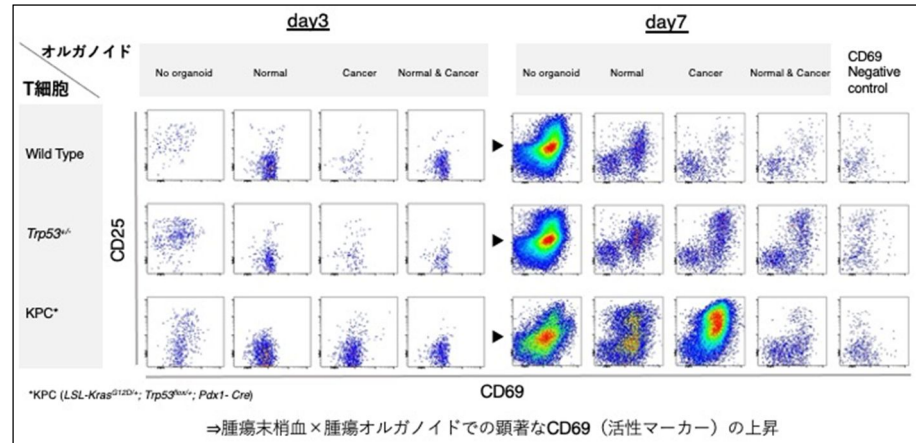 day3 day7
オルガノイド
T細胞
No organoid Normal Cancer Normal & Cancer No organoid Normal Cancer Normal & Cancer CD69 Negative control
Wild Type
Trp53+/-
KPC*
CD25
CD69
*KPC (LSL-KrasG12D/+; Trp53flox/+; Pdx1- Cre)
⇒腫瘍末梢血×腫瘍オルガノイドでの顕著なCD69（活性マーカー）の上昇